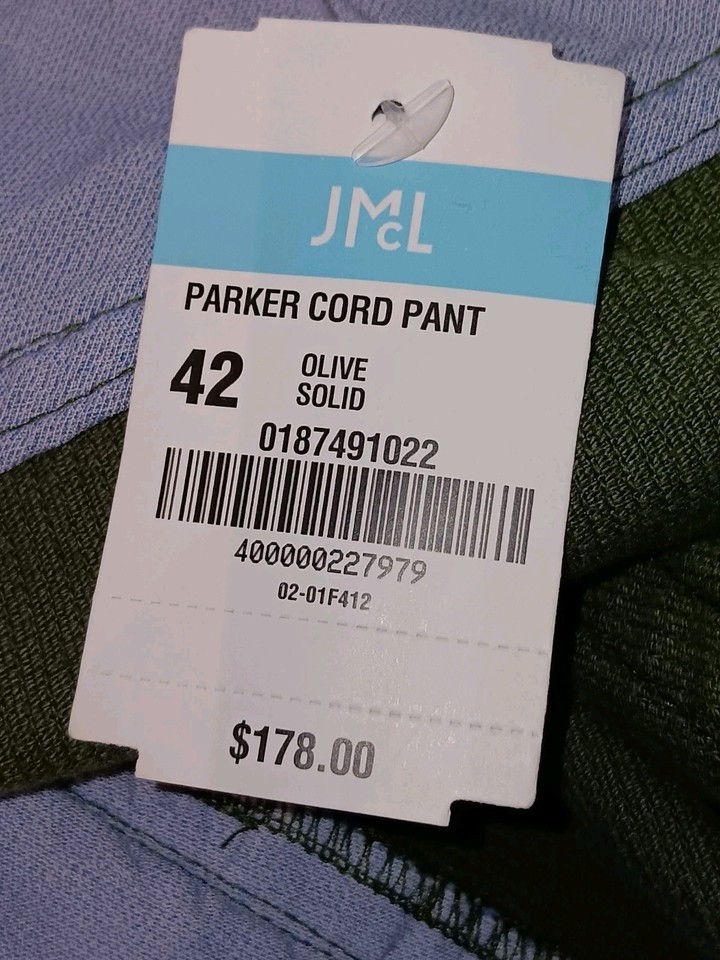 JMcL
PARKER CORD PANT
42
OLIVE
SOLID
0187491022
400000227979
02-01F412
$178.00